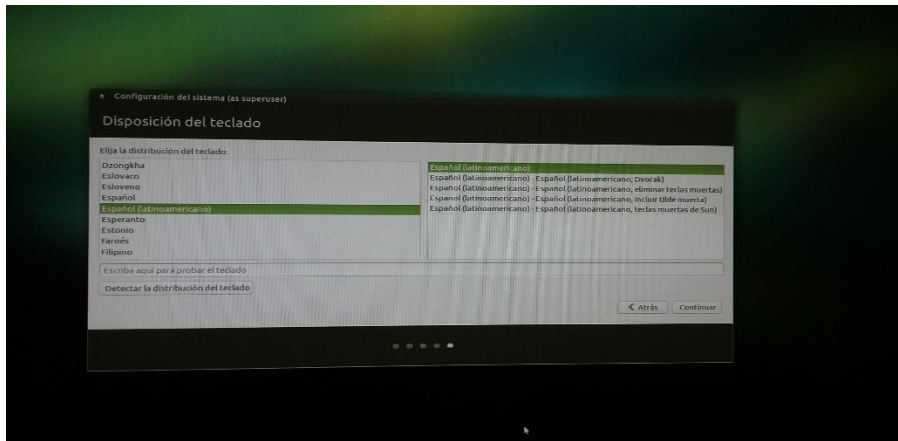 Configuración del sistema (as superuser)
Disposición del teclado
Elija la distribución del teclado:
Dzongkha
Eslovaco
Esloveno
Español
Español (latinoamericano)
Esperanto
Estonio
Faroés
Filipino
Español (latinoamericano)
Español (latinoamericano) - Español (latinoamericano, Dvorak)
Español (latinoamericano) - Español (latinoamericano, eliminar teclas muertas)
Español (latinoamericano) - Español (latinoamericano, incluir tilde muerta)
Español (latinoamericano) - Español (latinoamericano, teclas muertas de Sun)
Escriba aquí para probar el teclado
Detectar la distribución del teclado
Atrás
Continuar